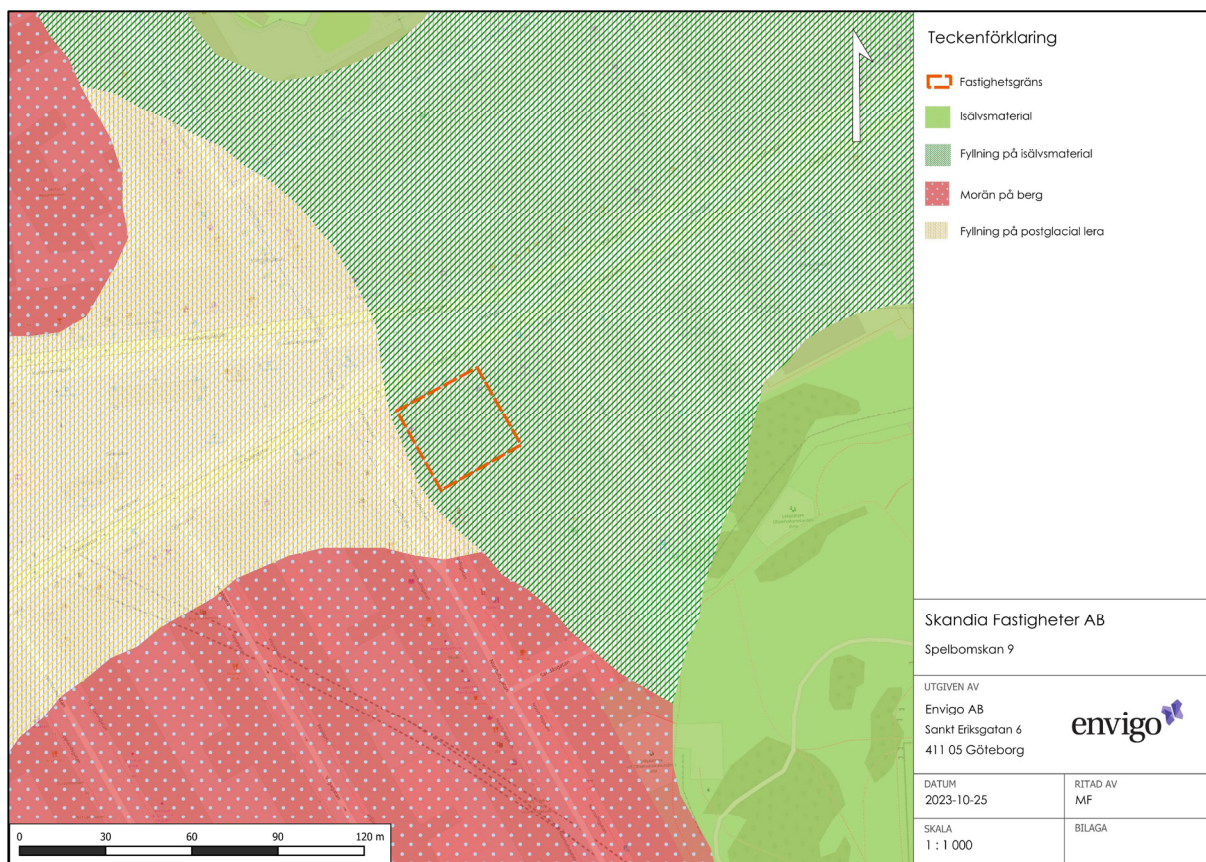 Teckenförklaring
Fastighetsgräns
Isälvsmaterial
Fyllning på isälvsmaterial
Morän på berg
Fyllning på postglacial lera
Skandia Fastigheter AB
Spelbomskan 9
UTGIVEN AV
Envigo AB
Sankt Eriksgatan 6
411 05 Göteborg
envigo
DATUM
2023-10-25
RITAD AV
MF
SKALA
1 : 1 000
BILAGA
0 30 60 90 120 m